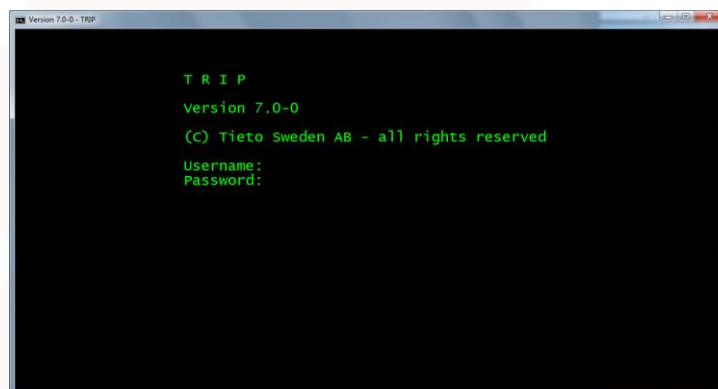 Version 7.0-0 - TRIP
T R I P
Version 7.0-0
(C) Tieto Sweden AB - all rights reserved
Username:
Password: